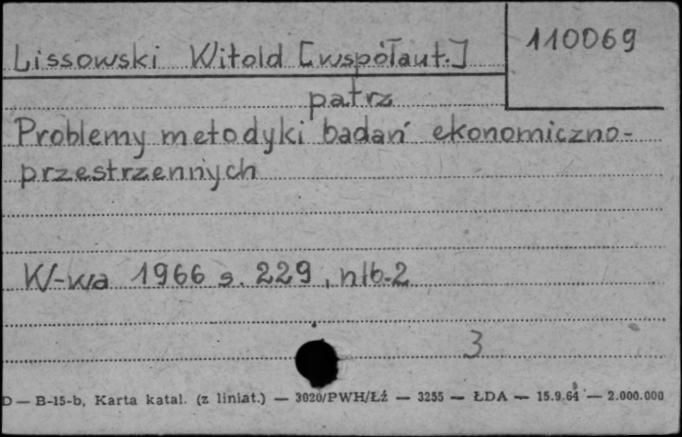 Lissowski Witold [współaut.]
110069
patrz
Problemy metodyki badań ekonomiczno-
przestrzennych
W-wa 1966 s. 229, nlb. 2
3
D — B-15-b, Karta katal. (z liniat.) — 3020/PWH/Łź — 3255 — ŁDA — 15.9.64 — 2.000.000